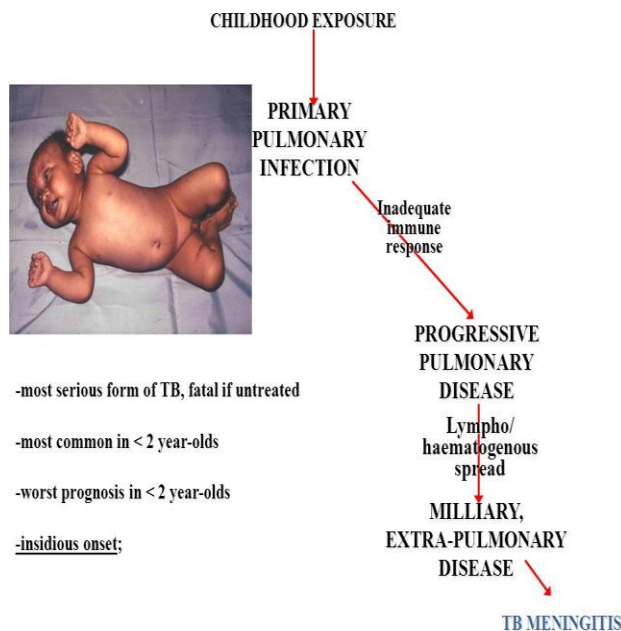 CHILDHOOD EXPOSURE
PRIMARY
PULMONARY
INFECTION
Inadequate
immune
response
PROGRESSIVE
PULMONARY
DISEASE
Lympho/
haematogenous
spread
MILLIARY,
EXTRA-PULMONARY
DISEASE
TB MENINGITIS
-most serious form of TB, fatal if untreated
-most common in < 2 year-olds
-worst prognosis in < 2 year-olds
-insidious onset;